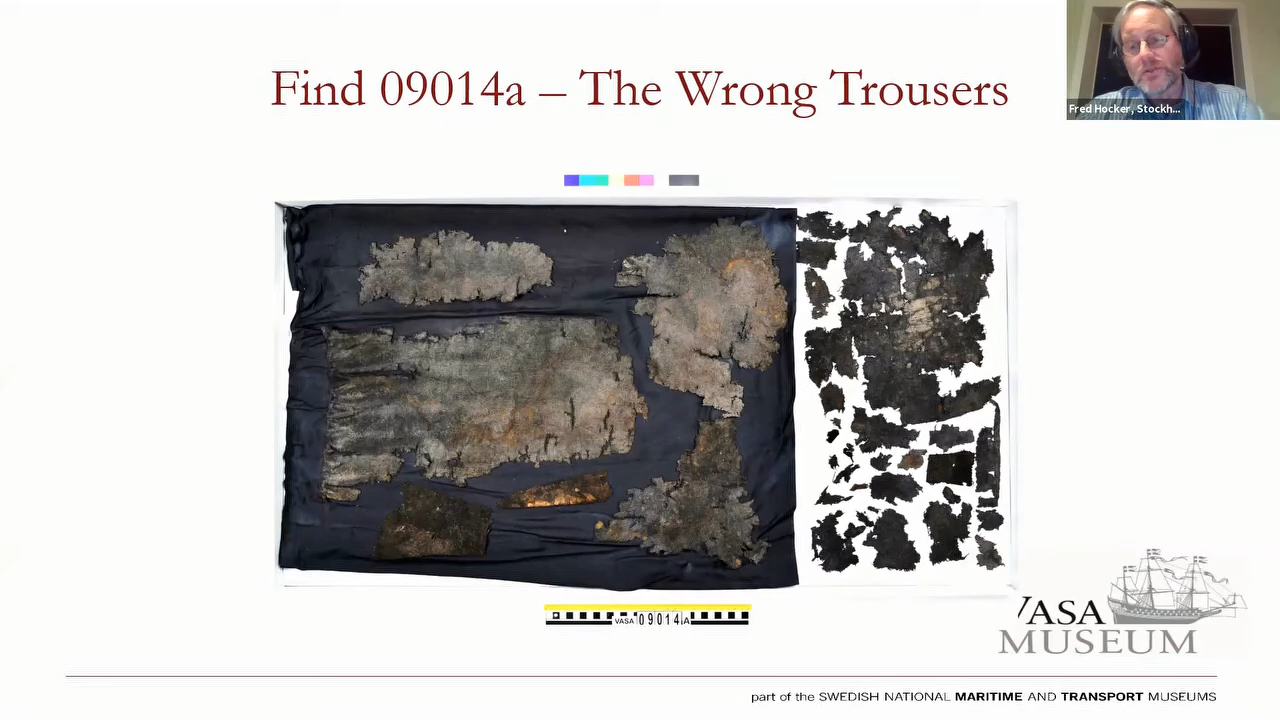 Find 09014a – The Wrong Trousers
Fred Hocker, Stockh...
VASA 09014A
VASA
MUSEUM
part of the SWEDISH NATIONAL MARITIME AND TRANSPORT MUSEUMS